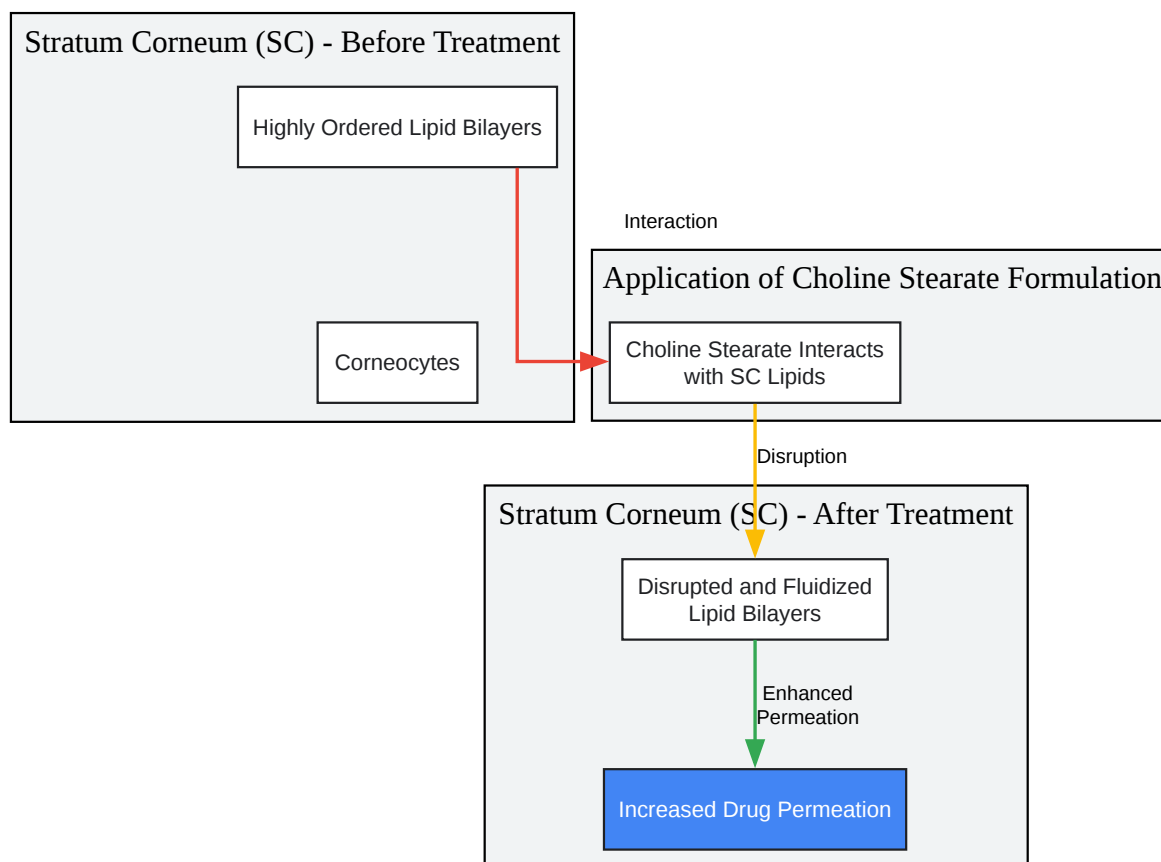 Stratum Corneum (SC) - Before Treatment
Highly Ordered Lipid Bilayers
Interaction
Application of Choline Stearate Formulation
Corneocytes
Choline Stearate Interacts
with SC Lipids
Disruption
Stratum Corneum (SC) - After Treatment
Disrupted and Fluidized
Lipid Bilayers
Enhanced
Permeation
Increased Drug Permeation